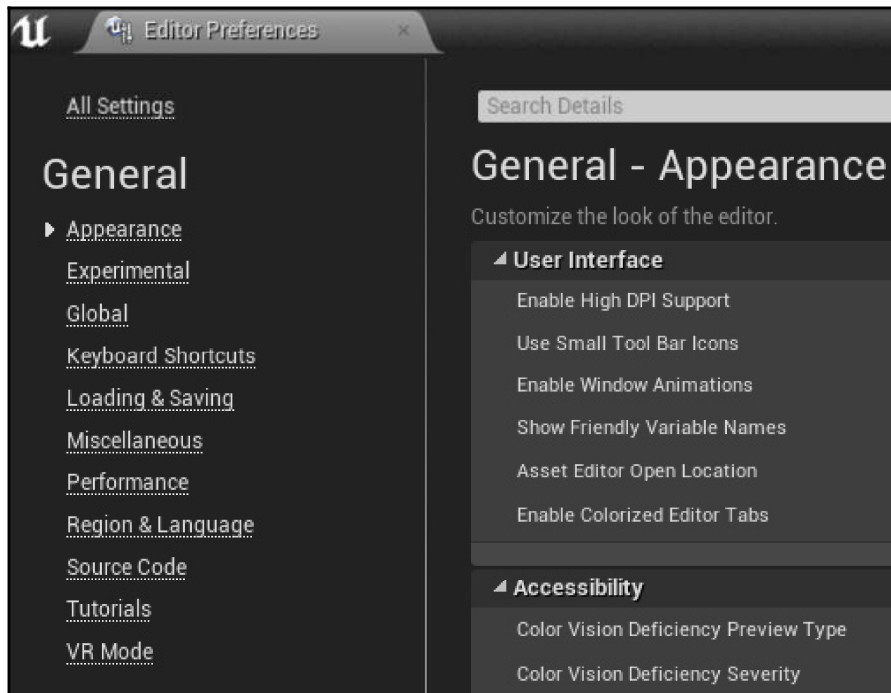 Editor Preferences
All Settings
General
Appearance
Experimental
Global
Keyboard Shortcuts
Loading & Saving
Miscellaneous
Performance
Region & Language
Source Code
Tutorials
VR Mode
Search Details
General - Appearance
Customize the look of the editor.
User Interface
Enable High DPI Support
Use Small Tool Bar Icons
Enable Window Animations
Show Friendly Variable Names
Asset Editor Open Location
Enable Colorized Editor Tabs
Accessibility
Color Vision Deficiency Preview Type
Color Vision Deficiency Severity